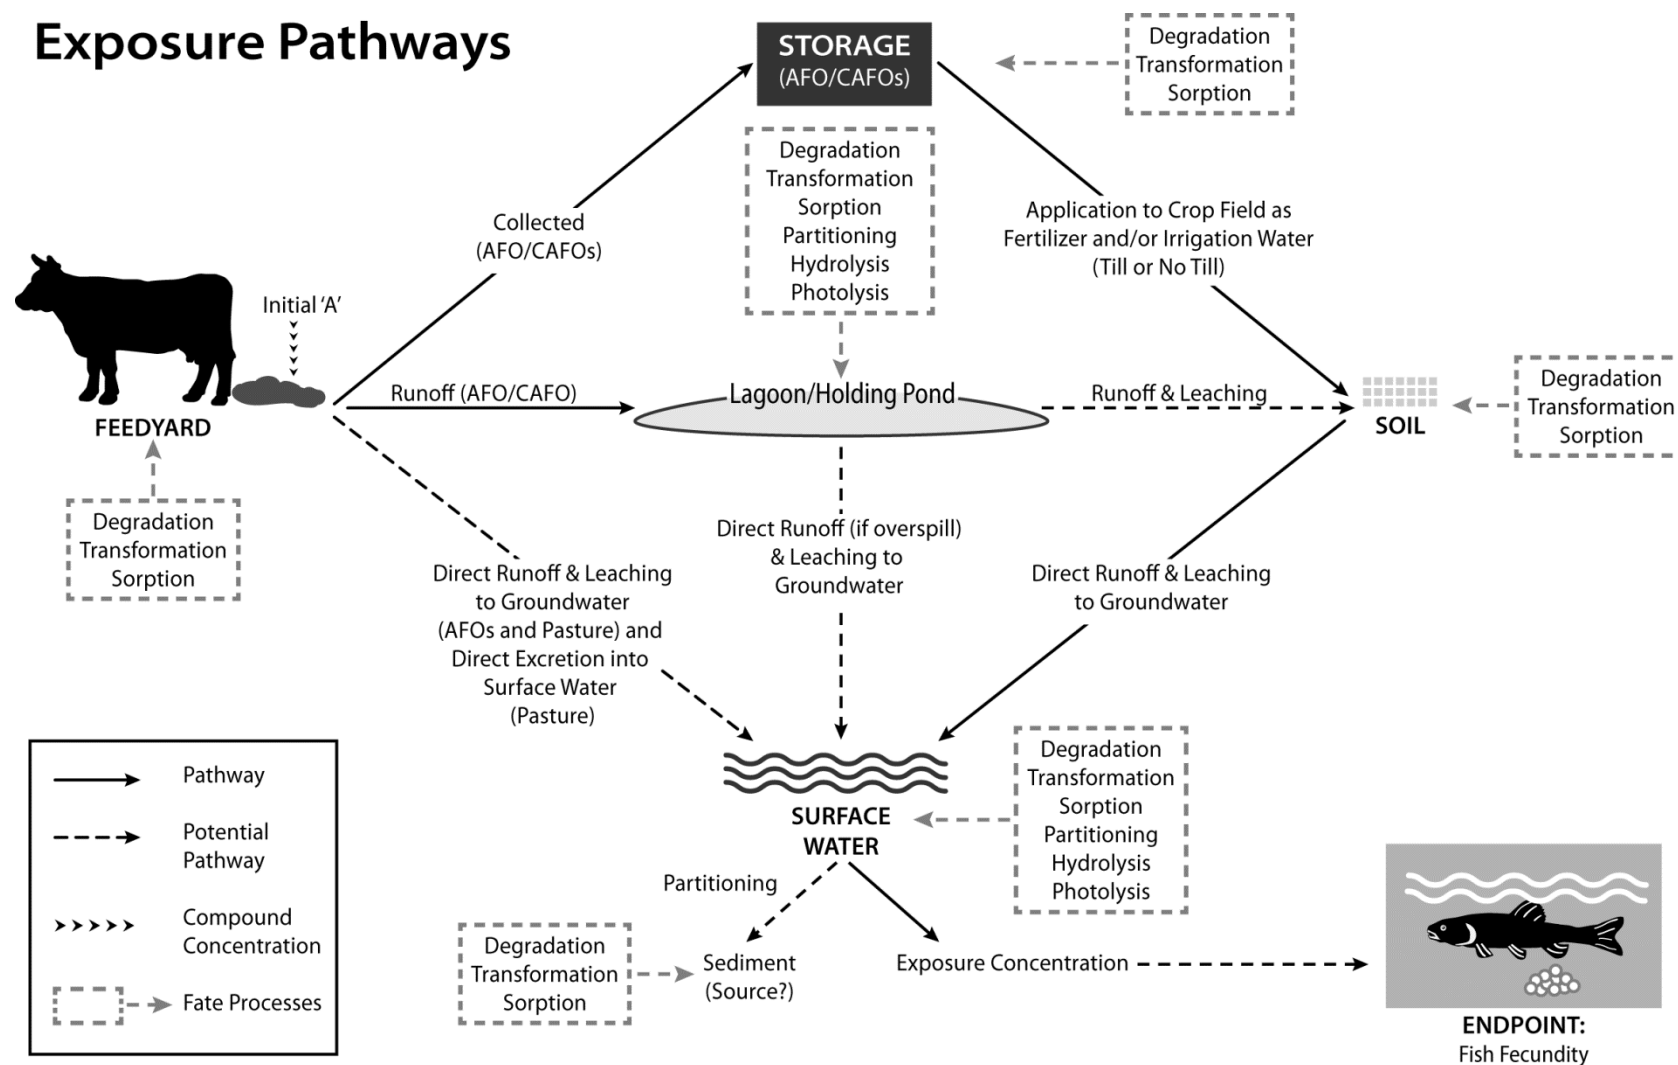 Exposure Pathways
STORAGE
(AFO/CAFOs)
Degradation
Transformation
Sorption
Degradation
Transformation
Sorption
Partitioning
Hydrolysis
Photolysis
Collected
(AFO/CAFOs)
Application to Crop Field as
Fertilizer and/or Irrigation Water
(Till or No Till)
Initial ‘A’
FEEDYARD
Runoff (AFO/CAFO)
Lagoon/Holding Pond
Runoff & Leaching
SOIL
Degradation
Transformation
Sorption
Degradation
Transformation
Sorption
Direct Runoff & Leaching
to Groundwater
(AFOs and Pasture) and
Direct Excretion into
Surface Water
(Pasture)
Direct Runoff (if overspill)
& Leaching to
Groundwater
Direct Runoff & Leaching
to Groundwater
SURFACE
WATER
Degradation
Transformation
Sorption
Partitioning
Hydrolysis
Photolysis
Partitioning
Degradation
Transformation
Sorption
Sediment
(Source?)
Exposure Concentration
ENDPOINT:
Fish Fecundity
Pathway
Potential
Pathway
Compound
Concentration
Fate Processes